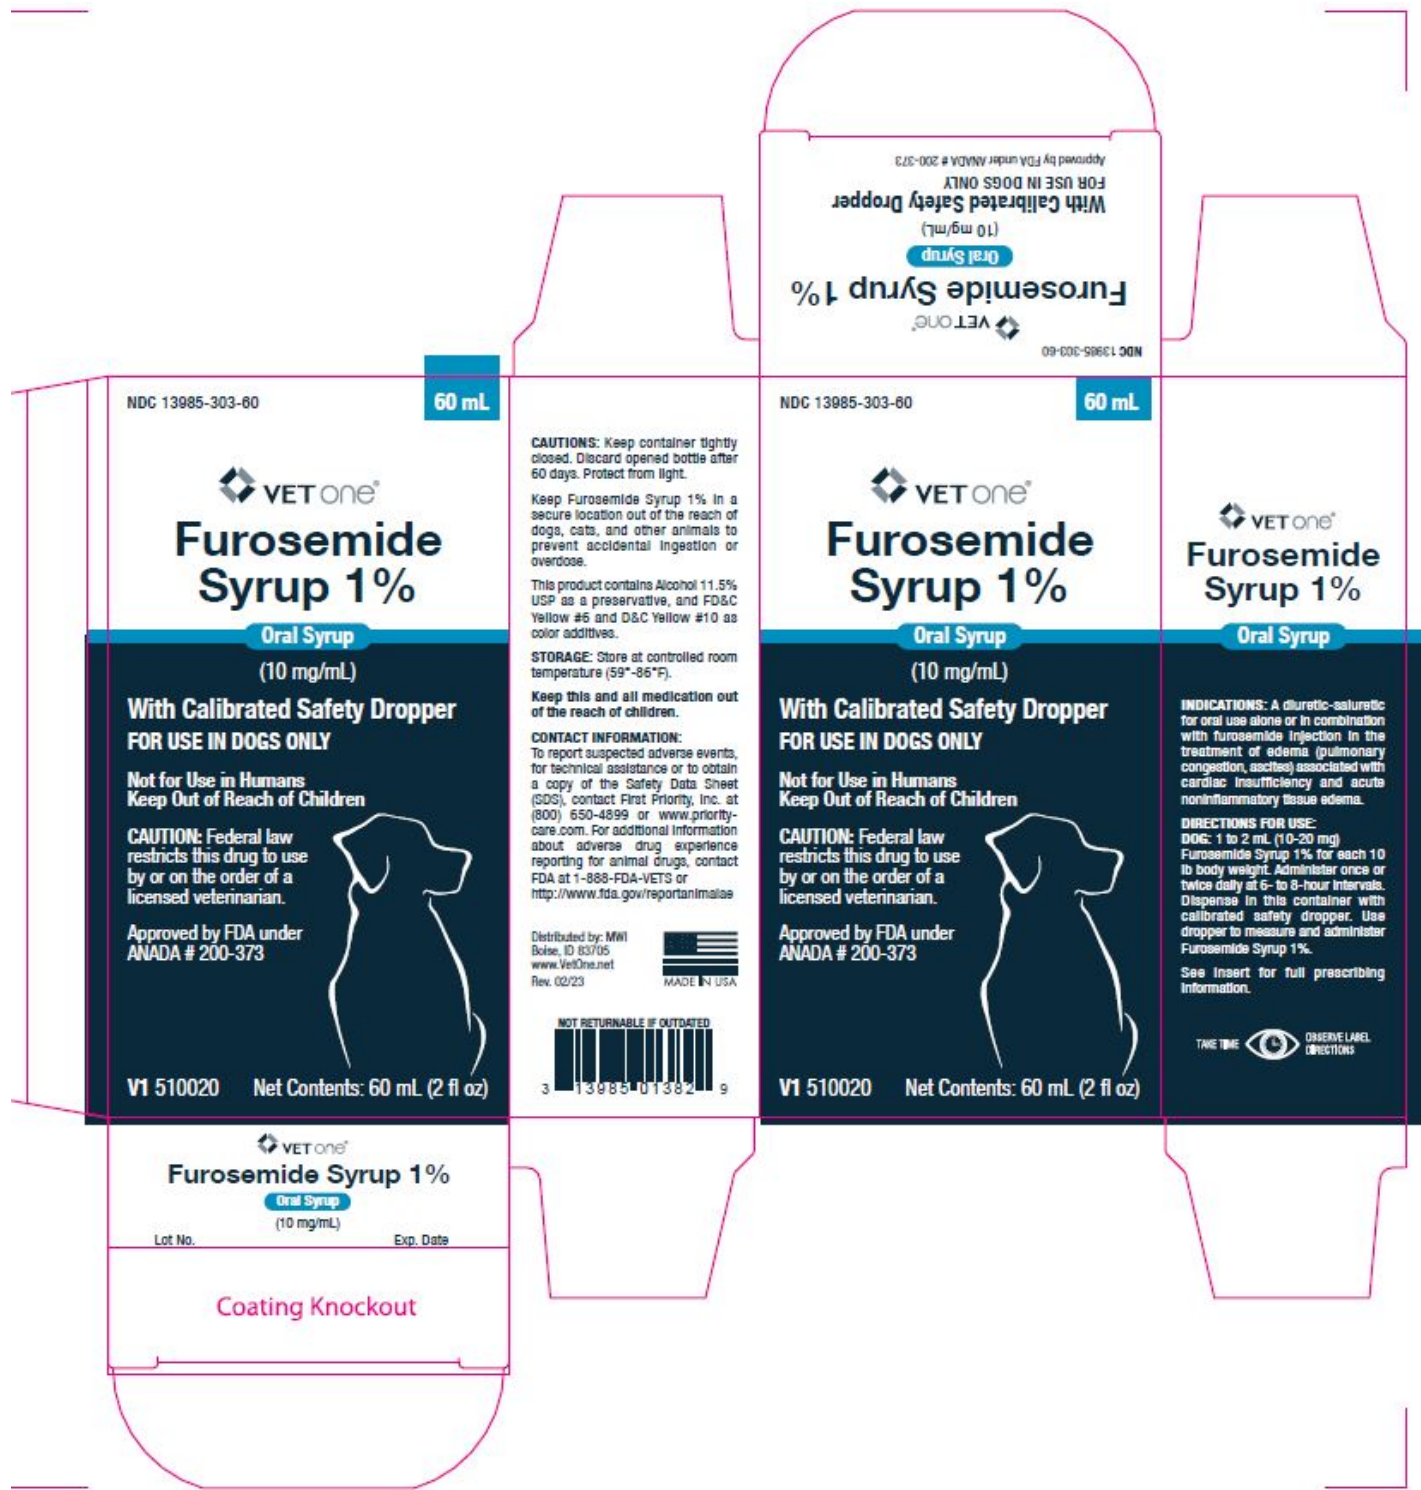 Approved by FDA under ANADA # 200-373
FOR USE IN DOGS ONLY
With Calibrated Safety Dropper
(10 mg/mL)
Oral Syrup
Furosemide Syrup 1%
VET one®
NDC 13985-303-60
NDC 13985-303-60
60 mL
VET one®
Furosemide
Syrup 1%
Oral Syrup
(10 mg/mL)
With Calibrated Safety Dropper
FOR USE IN DOGS ONLY
Not for Use in Humans
Keep Out of Reach of Children
CAUTION: Federal law
restricts this drug to use
by or on the order of a
licensed veterinarian.
Approved by FDA under
ANADA # 200-373
V1 510020
Net Contents: 60 mL (2 fl oz)
VET one®
Furosemide Syrup 1%
Oral Syrup
(10 mg/mL)
Lot No.
Exp. Date
Coating Knockout
CAUTIONS: Keep container tightly
closed. Discard opened bottle after
60 days. Protect from light.
Keep Furosemide Syrup 1% in a
secure location out of the reach of
dogs, cats, and other animals to
prevent accidental ingestion or
overdose.
This product contains Alcohol 11.5%
USP as a preservative, and FD&C
Yellow #6 and D&C Yellow #10 as
color additives.
STORAGE: Store at controlled room
temperature (59°-86°F).
Keep this and all medication out
of the reach of children.
CONTACT INFORMATION:
To report suspected adverse events,
for technical assistance or to obtain
a copy of the Safety Data Sheet
(SDS), contact First Priority, Inc. at
(800) 650-4899 or www.priority-
care.com. For additional information
about adverse drug experience
reporting for animal drugs, contact
FDA at 1-888-FDA-VETS or
http://www.fda.gov/reportanimalae
Distributed by: MWI
Boise, ID 83705
www.VetOne.net
Rev. 02/23
MADE IN USA
NOT RETURNABLE IF OUTDATED
3 13985 01382 9
NDC 13985-303-60
60 mL
VET one®
Furosemide
Syrup 1%
Oral Syrup
(10 mg/mL)
With Calibrated Safety Dropper
FOR USE IN DOGS ONLY
Not for Use in Humans
Keep Out of Reach of Children
CAUTION: Federal law
restricts this drug to use
by or on the order of a
licensed veterinarian.
Approved by FDA under
ANADA # 200-373
V1 510020
Net Contents: 60 mL (2 fl oz)
VET one®
Furosemide
Syrup 1%
Oral Syrup
INDICATIONS: A diuretic-saluretic
for oral use alone or in combination
with furosemide injection in the
treatment of edema (pulmonary
congestion, ascites) associated with
cardiac insufficiency and acute
noninflammatory tissue edema.
DIRECTIONS FOR USE:
DOG: 1 to 2 mL (10-20 mg)
Furosemide Syrup 1% for each 10
lb body weight. Administer once or
twice daily at 6- to 8-hour intervals.
Dispense in this container with
calibrated safety dropper. Use
dropper to measure and administer
Furosemide Syrup 1%.
See insert for full prescribing
information.
TAKE TIME
OBSERVE LABEL
DIRECTIONS